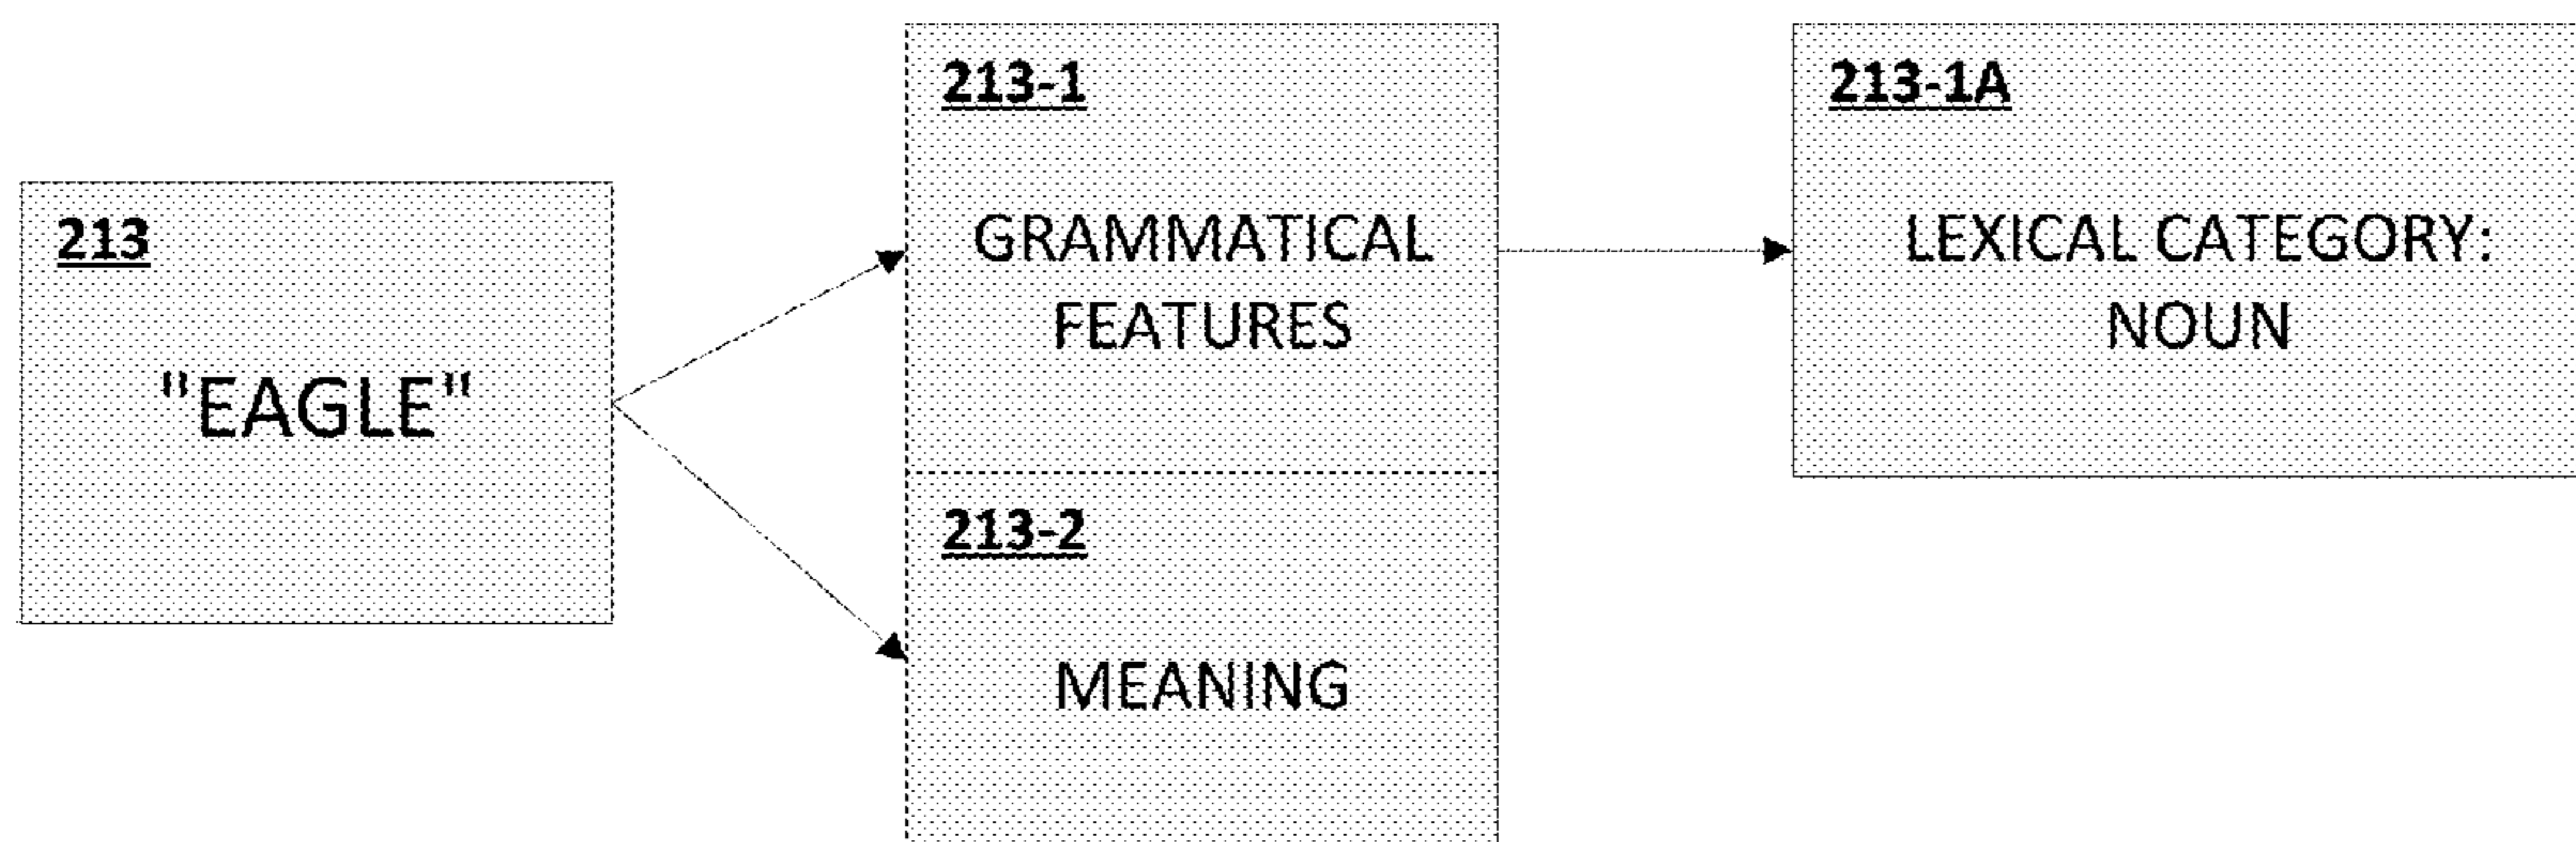 213
"EAGLE"
213-1
GRAMMATICAL
FEATURES
213-2
MEANING
213-1A
LEXICAL CATEGORY:
NOUN